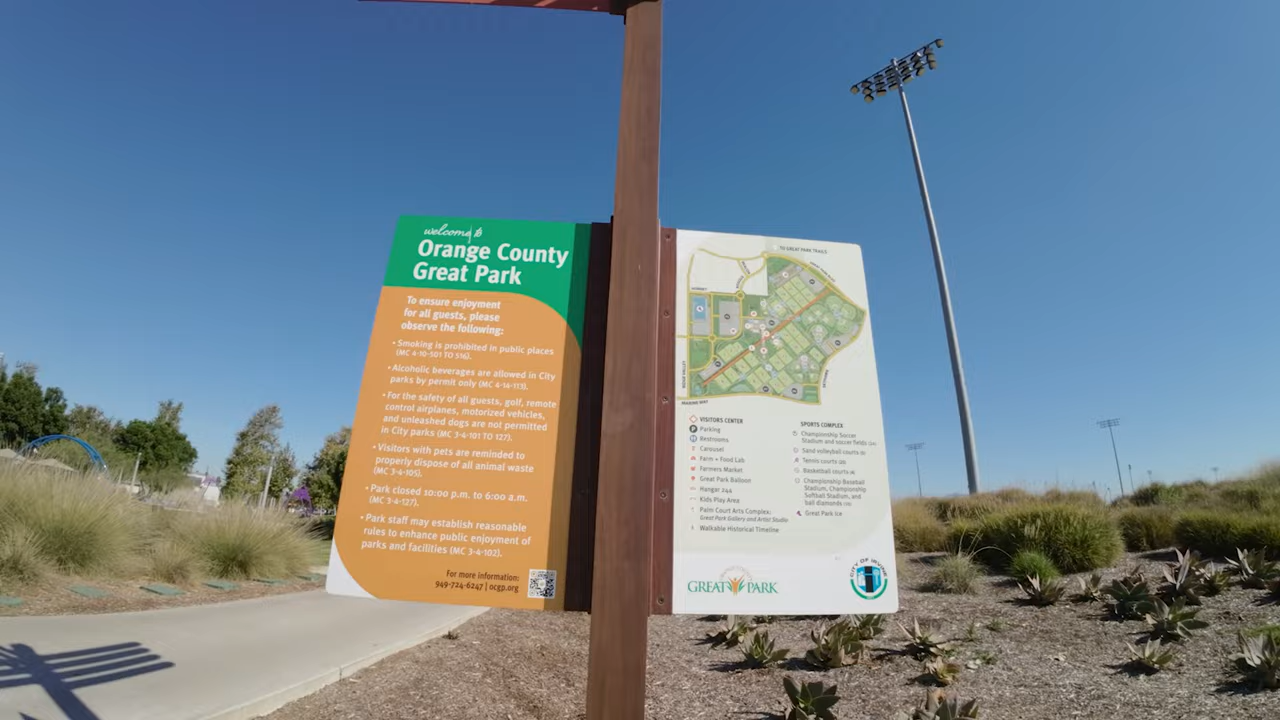 welcome to
Orange County
Great Park
To ensure enjoyment
for all guests, please
observe the following:
• Smoking is prohibited in public places
(MC 4-10-501 TO 516).
• Alcoholic beverages are allowed in City
parks by permit only (MC 4-14-113).
• For the safety of all guests, golf, remote
control airplanes, motorized vehicles,
and unleashed dogs are not permitted
in City parks (MC 3-4-101 TO 127).
• Visitors with pets are reminded to
properly dispose of all animal waste
(MC 3-4-105).
• Park closed 10:00 p.m. to 6:00 a.m.
(MC 3-4-127).
• Park staff may establish reasonable
rules to enhance public enjoyment of
parks and facilities (MC 3-4-102).
For more information:
949-724-6247 | ocgp.org
TO GREAT PARK TRAILS
MARINE WAY
VISITORS CENTER
P Parking
Restrooms
Carousel
Farm + Food Lab
Farmers Market
Great Park Balloon
Hangar 244
Kids Play Area
Palm Court Arts Complex:
Great Park Gallery and Artist Studio
Walkable Historical Timeline
SPORTS COMPLEX
Championship Soccer
Stadium and soccer fields
Sand volleyball courts
Tennis courts
Basketball courts
Championship Baseball
Stadium, Championship
Softball Stadium, and
ball diamonds
Great Park Ice
GREAT PARK
CITY OF IRVINE